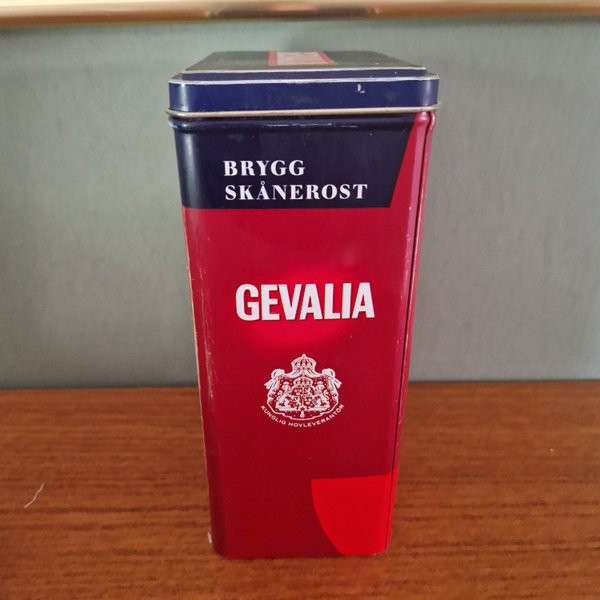 BRYGG
SKÅNEROST
GEVALIA
KUNGLIG HOVLEVERANTÖR